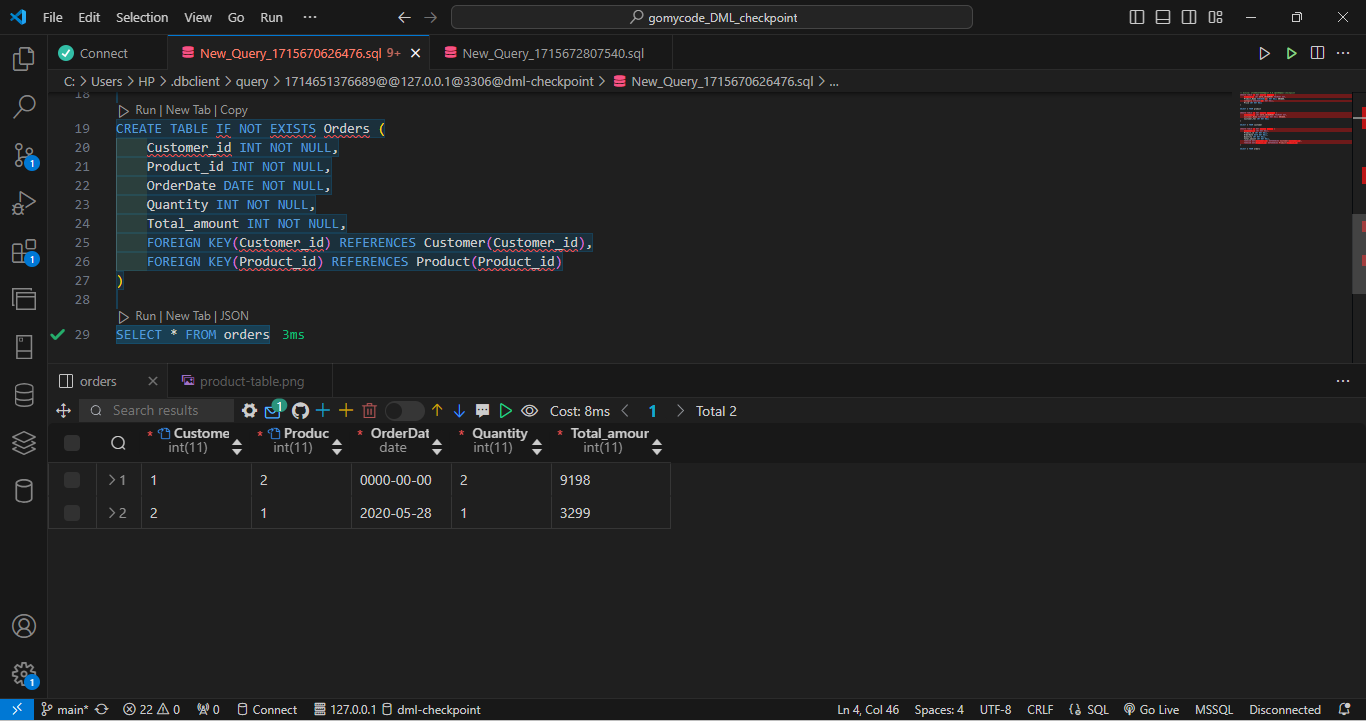 File Edit Selection View Go Run ··· gomycode_DML_checkpoint
Connect New_Query_1715670626476.sql 9+ New_Query_1715672807540.sql
C: > Users > HP > .dbclient > query > 1714651376689@@127.0.0.1@3306@dml-checkpoint > New_Query_1715670626476.sql > ...
18
Run | New Tab | Copy
19 CREATE TABLE IF NOT EXISTS Orders (
20 Customer_id INT NOT NULL,
21 Product_id INT NOT NULL,
22 OrderDate DATE NOT NULL,
23 Quantity INT NOT NULL,
24 Total_amount INT NOT NULL,
25 FOREIGN KEY(Customer_id) REFERENCES Customer(Customer_id),
26 FOREIGN KEY(Product_id) REFERENCES Product(Product_id)
27 )
28
Run | New Tab | JSON
29 SELECT * FROM orders 3ms
orders product-table.png
Search results 1 Cost: 8ms < 1 > Total 2
* Custome * Produc * OrderDat * Quantity * Total_amour
int(11) int(11) date int(11) int(11)
> 1 1 2 0000-00-00 2 9198
> 2 2 1 2020-05-28 1 3299
1
1
1
main* 22 0 0 Connect 127.0.0.1 dml-checkpoint Ln 4, Col 46 Spaces: 4 UTF-8 CRLF SQL Go Live MSSQL Disconnected